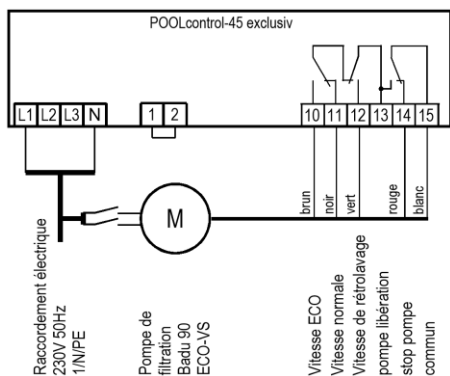 POOLcontrol-45 exclusiv
L1 L2 L3 N 1 2 10 11 12 13 14 15
brun
noir
vert
rouge
blanc
M
Raccordement électrique
230V 50Hz
1/N/PE
Pompe de
filtration
Badu 90
ECO-VS
Vitesse ECO
Vitesse normale
Vitesse de rétrolavage
pompe libération
stop pompe
commun